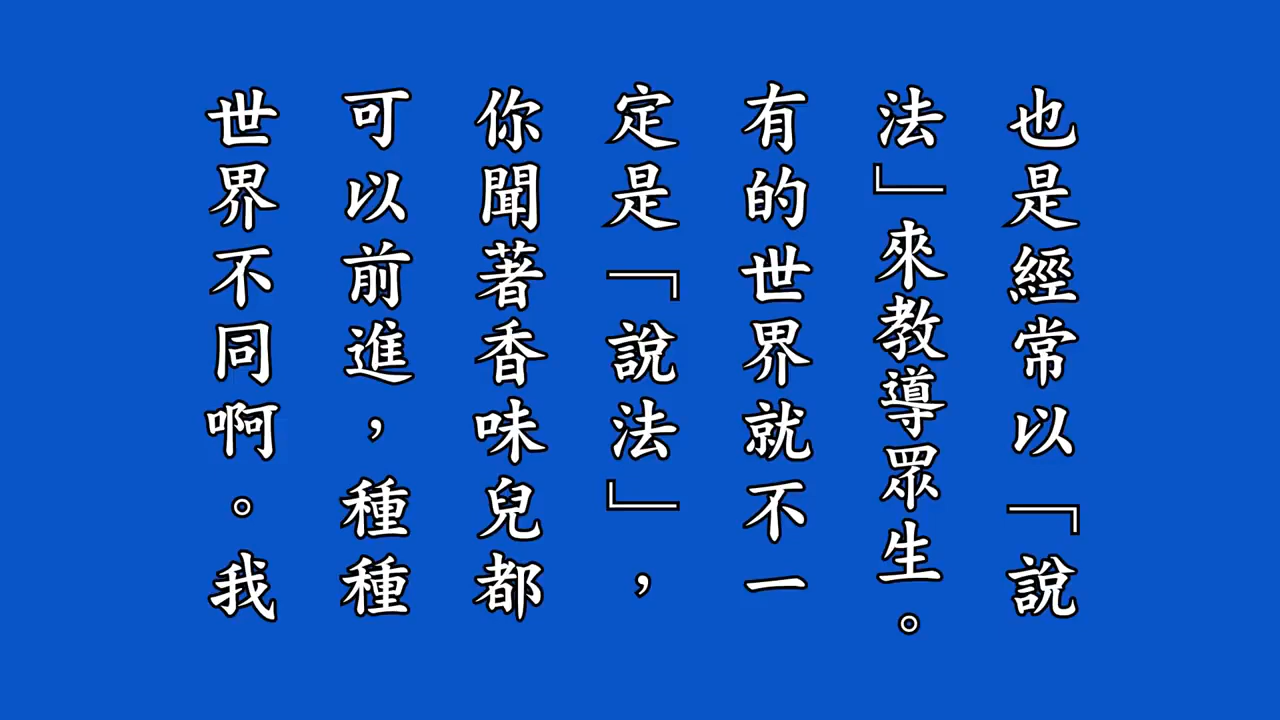 也是經常以「說
法」來教導眾生。
有的世界就不一
定是「說法」，
你聞著香味兒都
可以前進，種種
世界不同啊。我